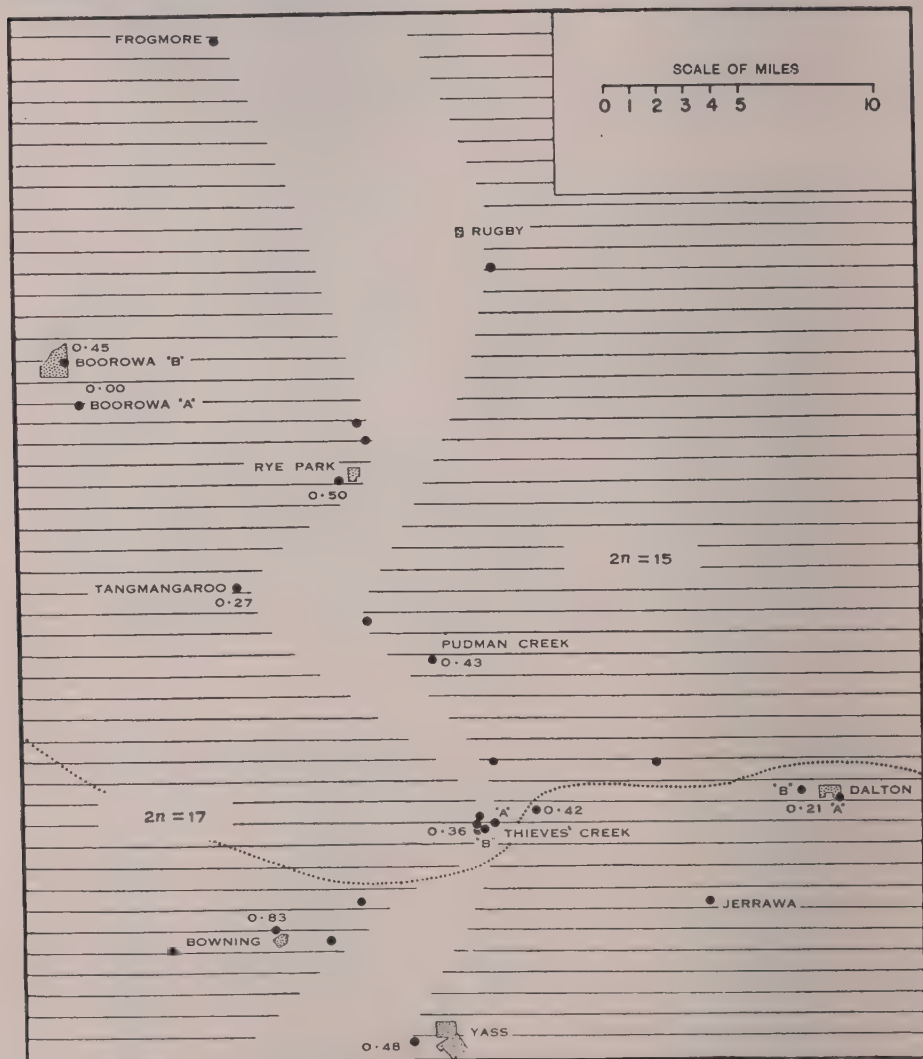 FROGMORE
SCALE OF MILES
0 1 2 3 4 5 10
RUGBY
0·45
BOOROWA "B"
0·00
BOOROWA "A"
RYE PARK
0·50
2n = 15
TANGMANGAROO
0·27
PUDMAN CREEK
0·43
"B" DALTON
0·21 "A"
2n = 17
"A" 0·42
0·36 THIEVES' CREEK
"B"
JERRAWA
0·83
BOWNING
YASS
0·48